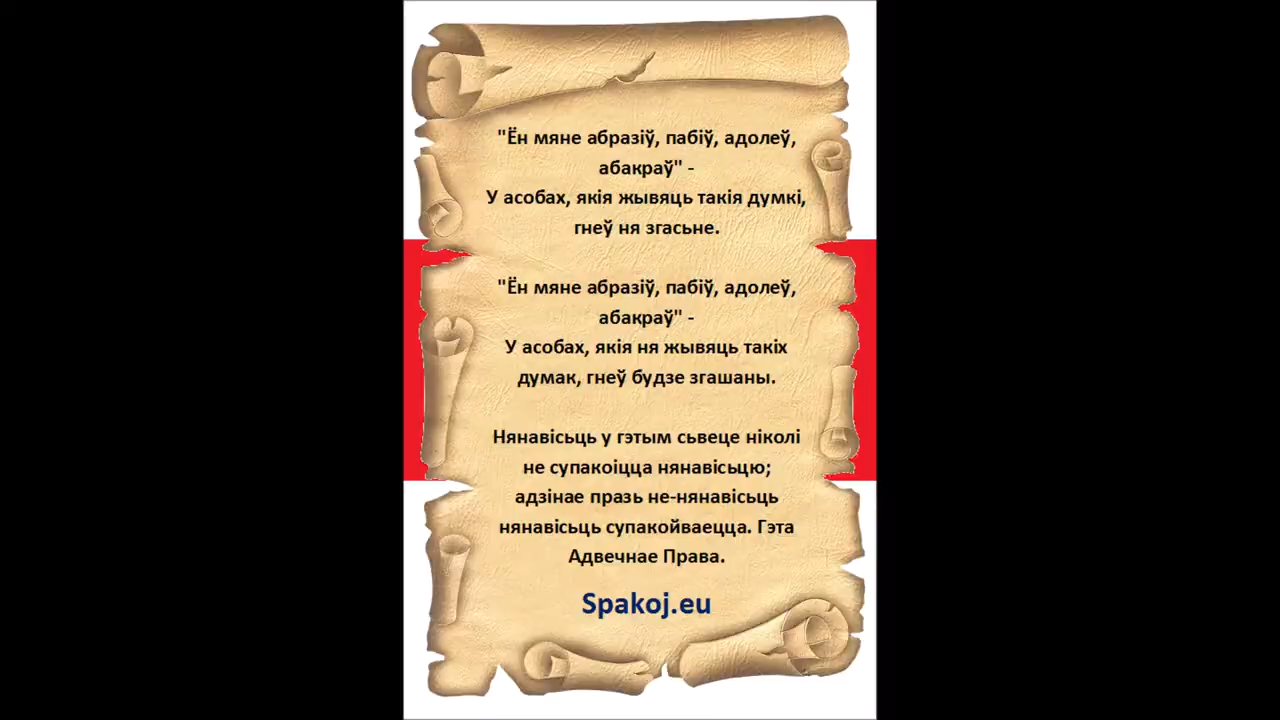 "Ён мяне абразіў, пабіў, адолеў,
абакраў" -
У асобах, якія жывяць такія думкі,
гнеў ня згасьне.
"Ён мяне абразіў, пабіў, адолеў,
абакраў" -
У асобах, якія ня жывяць такіх
думак, гнеў будзе згашаны.
Нянавісьць у гэтым сьвеце ніколі
не супакоіцца нянавісьцю;
адзінае празь не-нянавісьць
нянавісьць супакойваецца. Гэта
Адвечнае Права.
Spakoj.eu